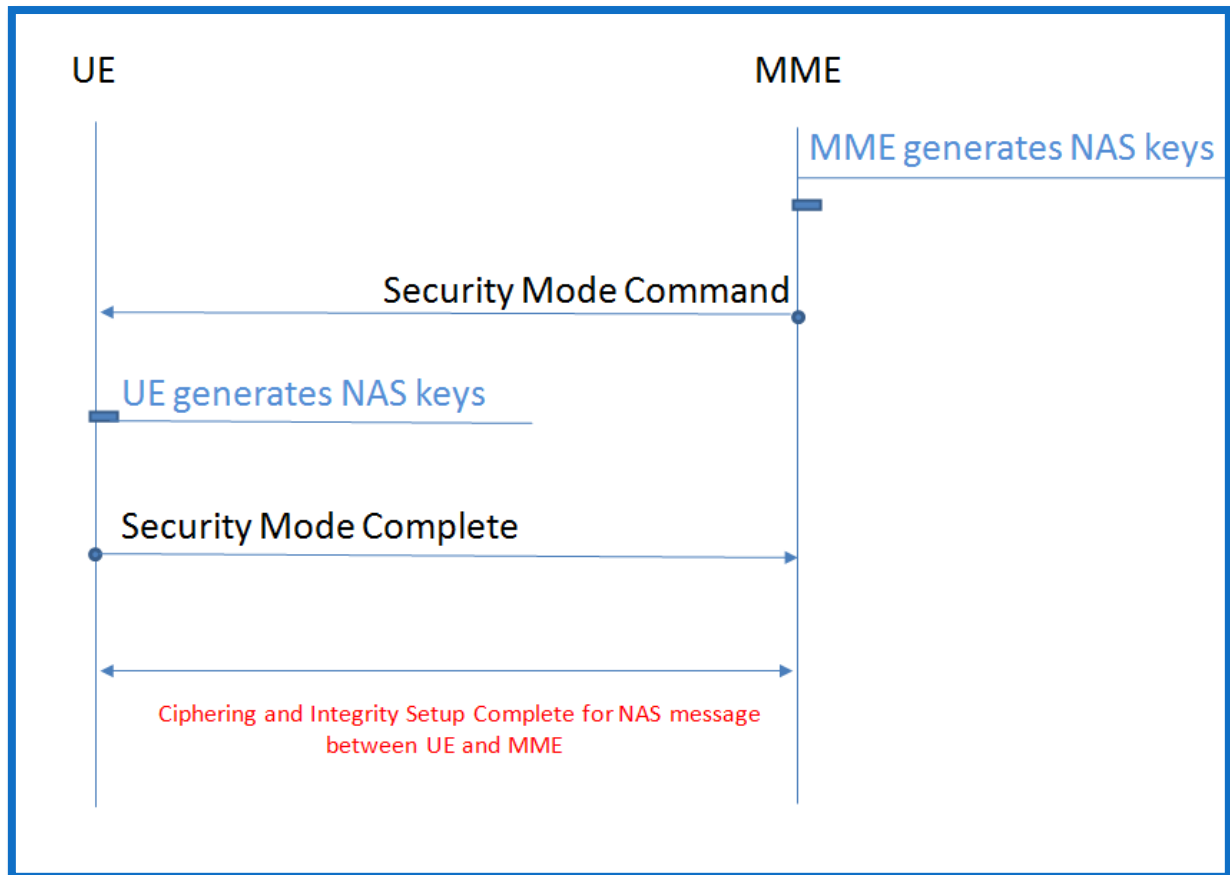 UE
MME
MME generates NAS keys
Security Mode Command
UE generates NAS keys
Security Mode Complete
Ciphering and Integrity Setup Complete for NAS message
between UE and MME